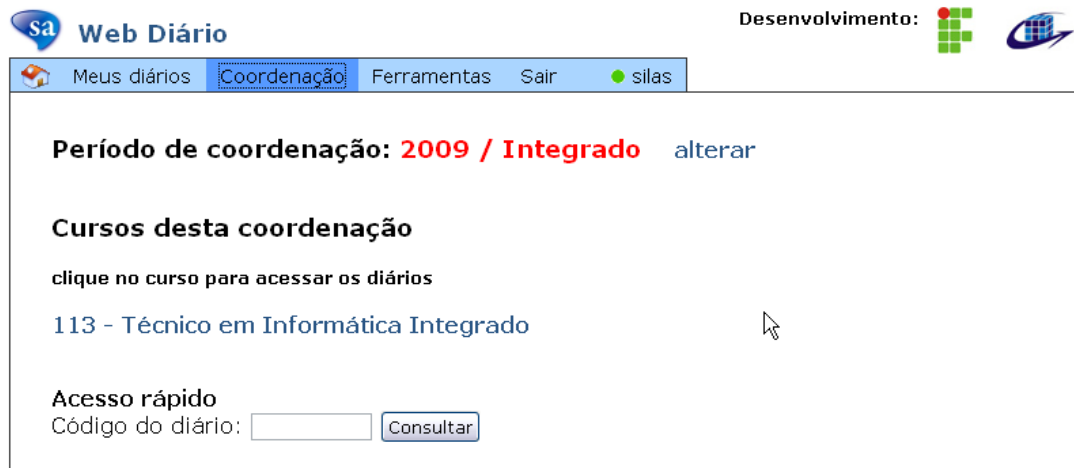 sa Web Diário
Desenvolvimento:
Meus diários Coordenação Ferramentas Sair silas
Período de coordenação: 2009 / Integrado alterar
Cursos desta coordenação
clique no curso para acessar os diários
113 - Técnico em Informática Integrado
Acesso rápido
Código do diário: Consultar